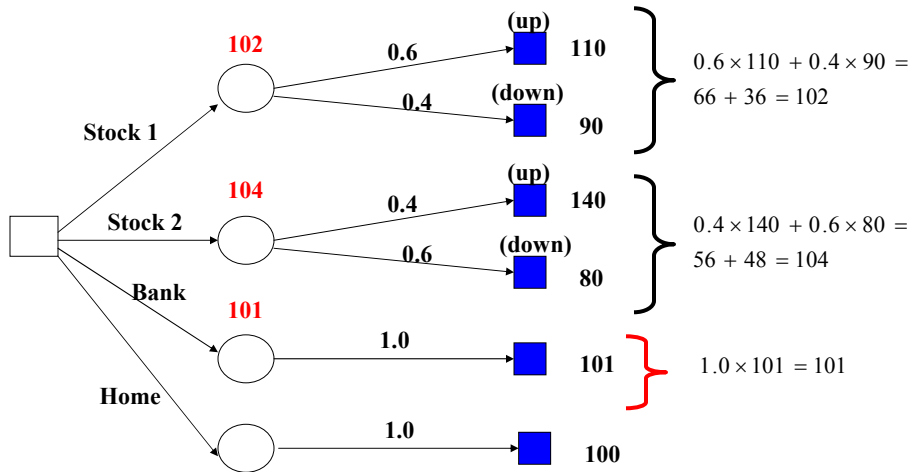 (up)
102
0.6
110
0.6 × 110 + 0.4 × 90 =
66 + 36 = 102
(down)
0.4
90
Stock 1
(up)
104
0.4
140
0.4 × 140 + 0.6 × 80 =
56 + 48 = 104
Stock 2
(down)
0.6
80
Bank
101
1.0
101
1.0 × 101 = 101
Home
1.0
100